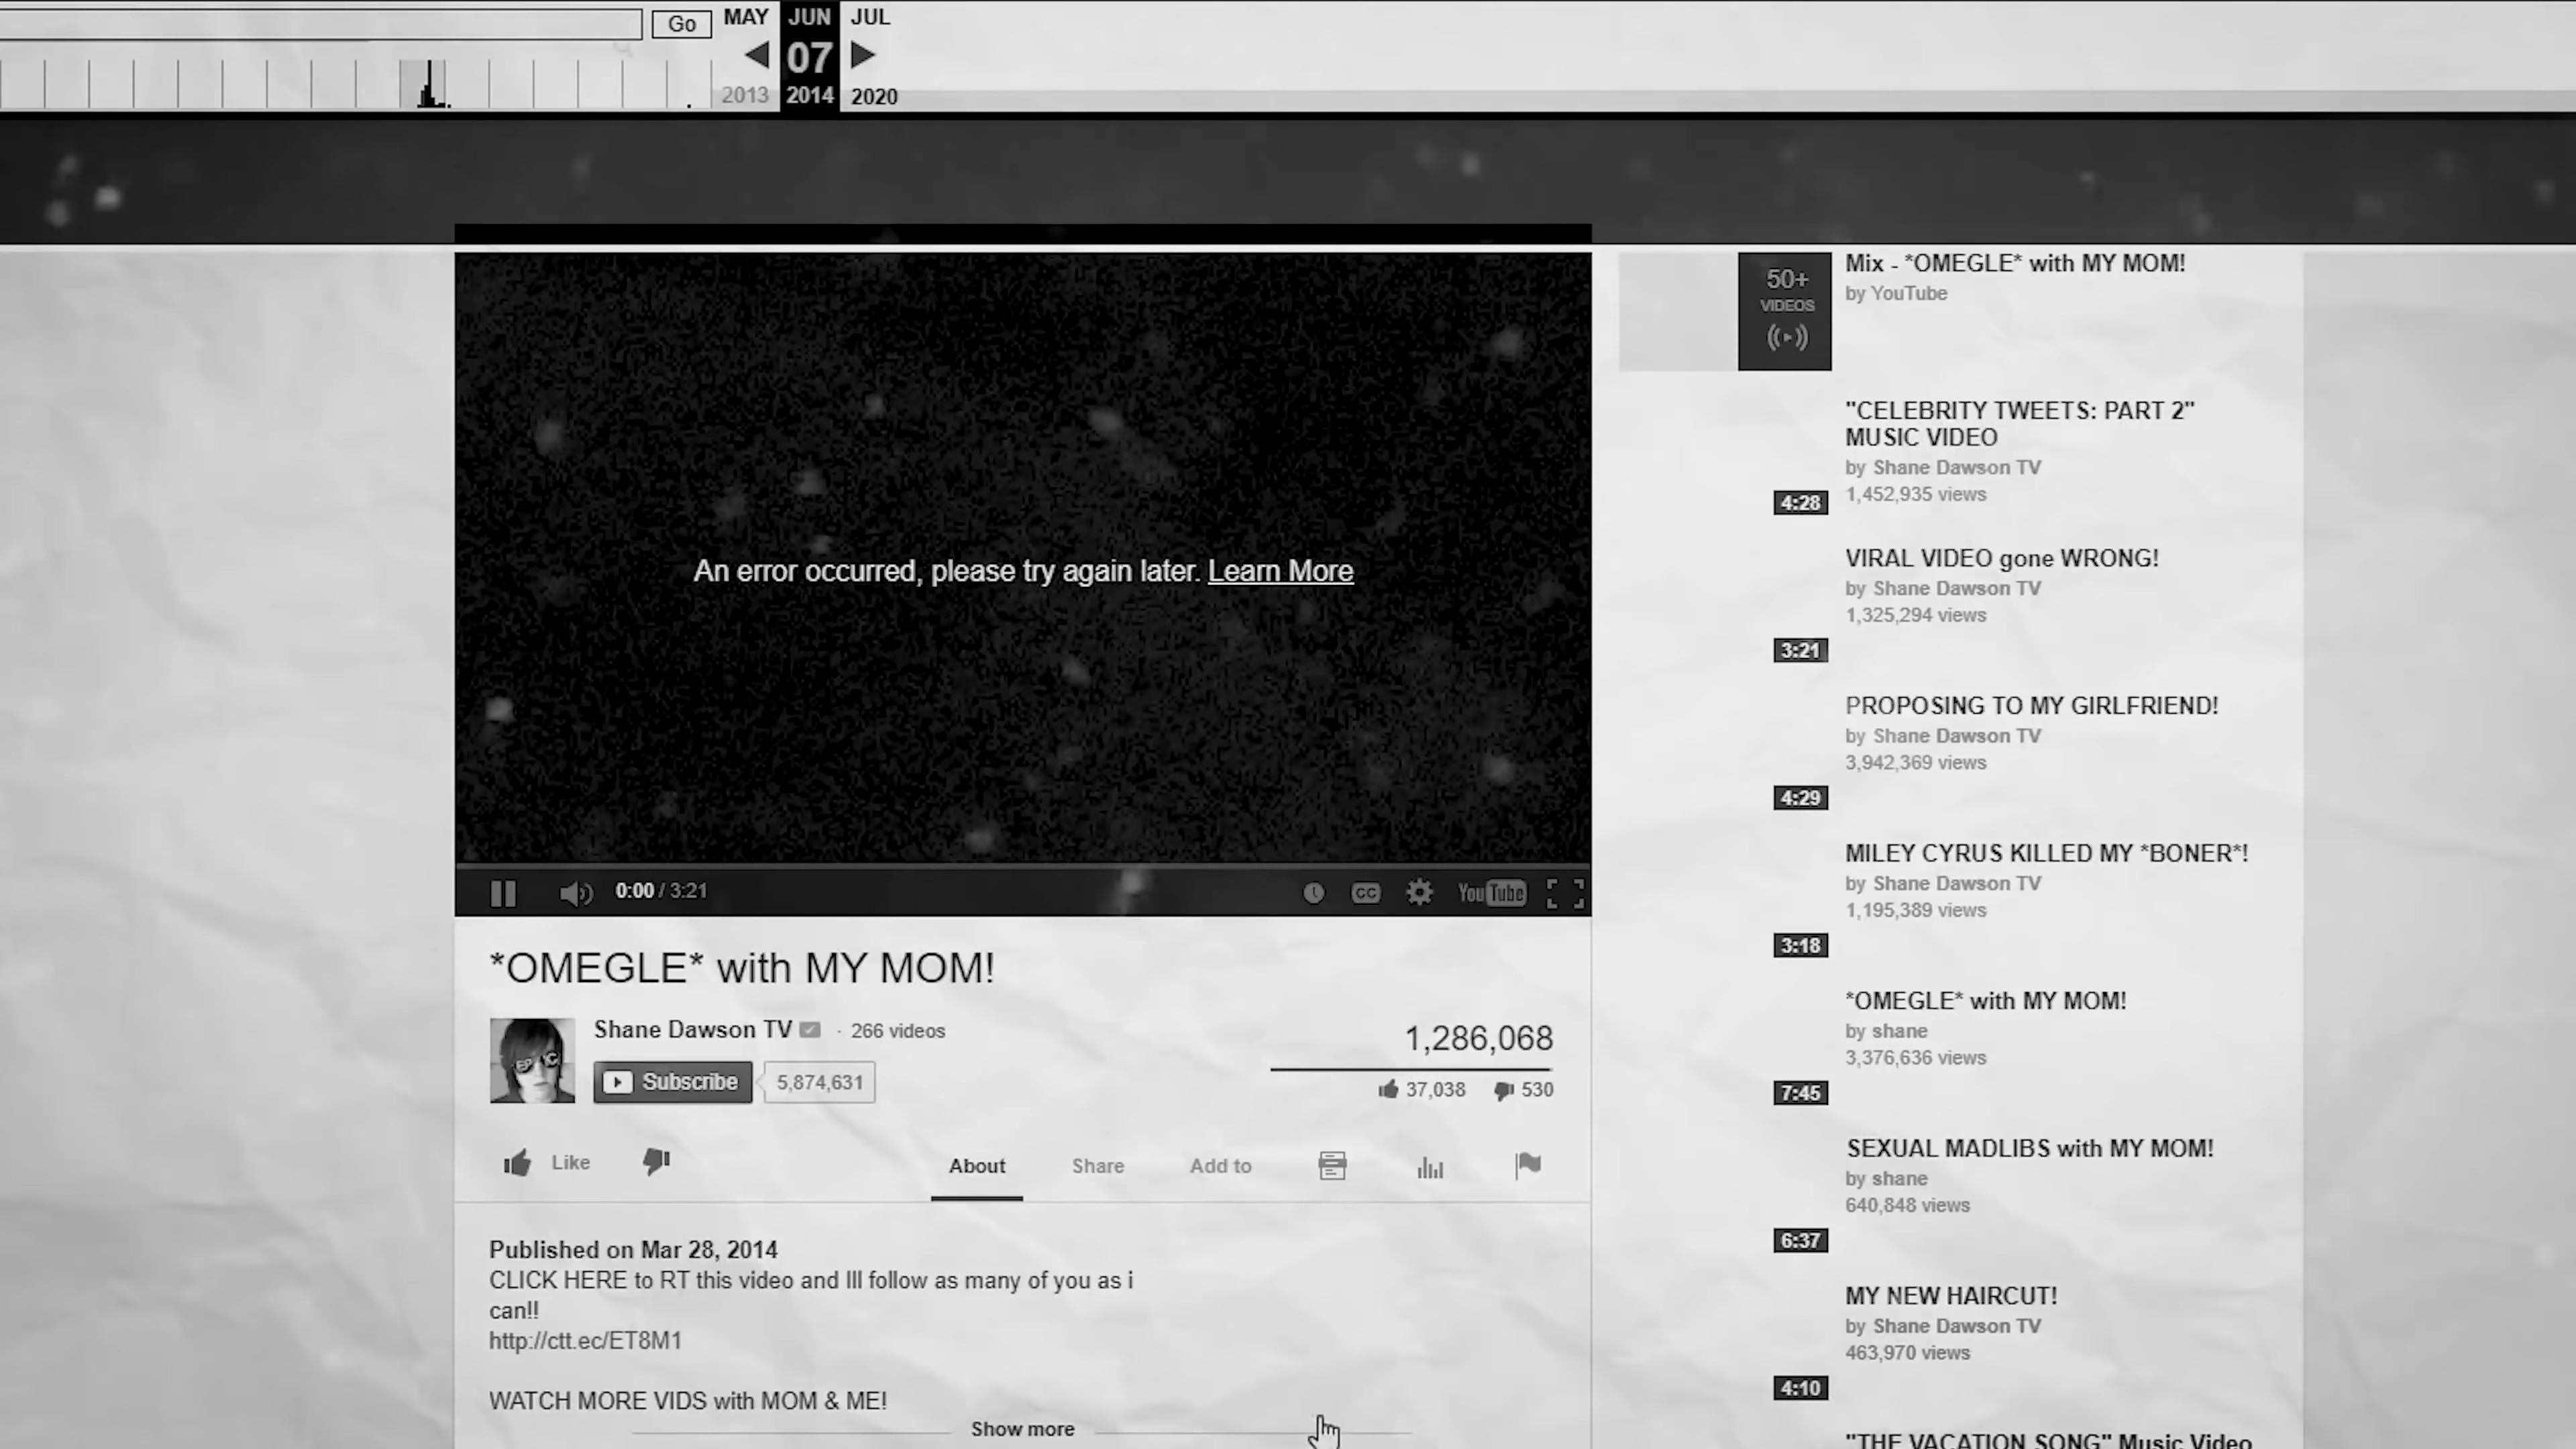 Go
MAY JUN JUL
07
2013 2014 2020
An error occurred, please try again later. Learn More
0:00 / 3:21
CC
YouTube
*OMEGLE* with MY MOM!
Shane Dawson TV · 266 videos
EPIC
Subscribe 5,874,631
1,286,068
37,038 530
Like
About Share Add to
Published on Mar 28, 2014
CLICK HERE to RT this video and Ill follow as many of you as i
can!!
http://ctt.ec/ET8M1
WATCH MORE VIDS with MOM & ME!
Show more
50+
VIDEOS
Mix - *OMEGLE* with MY MOM!
by YouTube
"CELEBRITY TWEETS: PART 2"
MUSIC VIDEO
by Shane Dawson TV
1,452,935 views
4:28
VIRAL VIDEO gone WRONG!
by Shane Dawson TV
1,325,294 views
3:21
PROPOSING TO MY GIRLFRIEND!
by Shane Dawson TV
3,942,369 views
4:29
MILEY CYRUS KILLED MY *BONER*!
by Shane Dawson TV
1,195,389 views
3:18
*OMEGLE* with MY MOM!
by shane
3,376,636 views
7:45
SEXUAL MADLIBS with MY MOM!
by shane
640,848 views
6:37
MY NEW HAIRCUT!
by Shane Dawson TV
463,970 views
4:10
"THE VACATION SONG" Music Video